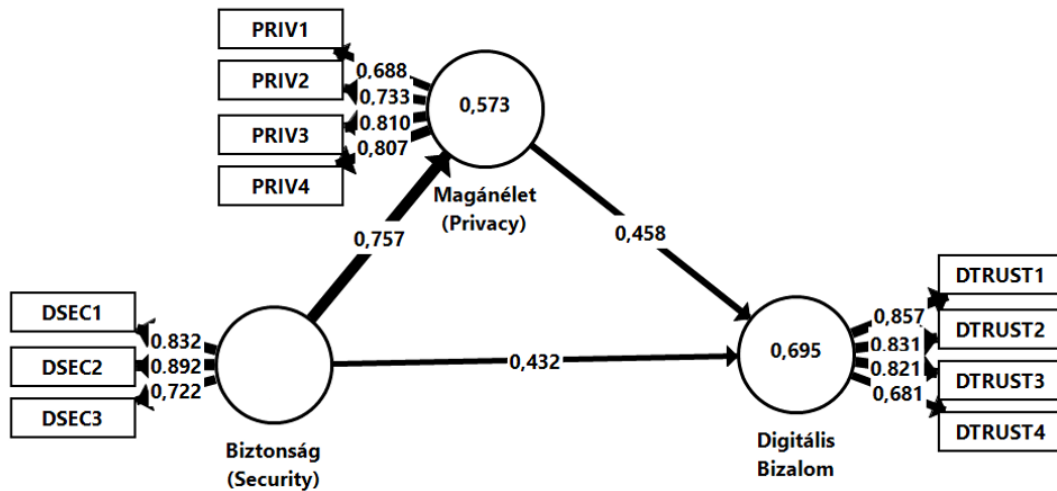 PRIV1
PRIV2
PRIV3
PRIV4
0.688
0.733
0.810
0,807
0,573
Magánélet
(Privacy)
0,757
0,458
DSEC1
DSEC2
DSEC3
0.832
0.892
0,722
Biztonság
(Security)
0,432
0,695
Digitális
Bizalom
0,857
0.831
0.821
0,681
DTRUST1
DTRUST2
DTRUST3
DTRUST4